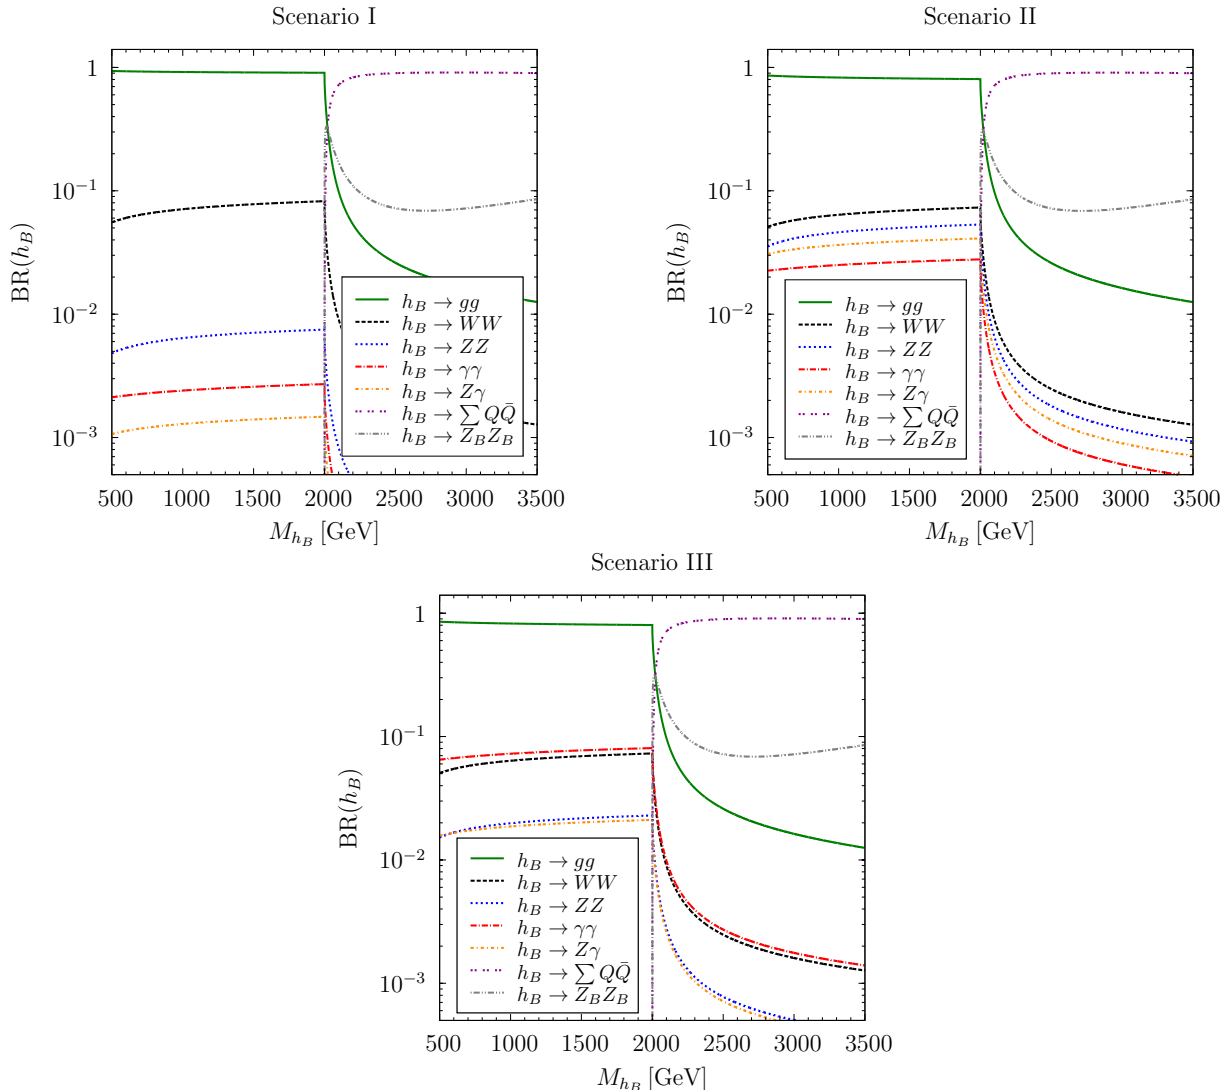 Scenario I
BR(h_B)
1
10⁻¹
10⁻²
10⁻³
h_B → gg
h_B → WW
h_B → ZZ
h_B → γγ
h_B → Zγ
h_B → ∑ QQ̄
h_B → Z_B Z_B
500 1000 1500 2000 2500 3000 3500
M_{h_B} [GeV]
Scenario II
BR(h_B)
1
10⁻¹
10⁻²
10⁻³
h_B → gg
h_B → WW
h_B → ZZ
h_B → γγ
h_B → Zγ
h_B → ∑ QQ̄
h_B → Z_B Z_B
500 1000 1500 2000 2500 3000 3500
M_{h_B} [GeV]
Scenario III
BR(h_B)
1
10⁻¹
10⁻²
10⁻³
h_B → gg
h_B → WW
h_B → ZZ
h_B → γγ
h_B → Zγ
h_B → ∑ QQ̄
h_B → Z_B Z_B
500 1000 1500 2000 2500 3000 3500
M_{h_B} [GeV]